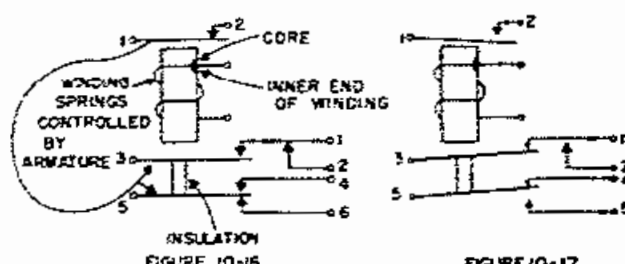 2
1
CORE
WINDING
INNER END
OF WINDING
SPRINGS
CONTROLLED
BY
ARMATURE
3
1
2
4
5
6
INSULATION
FIGURE 10-16
1
2
3
5
2
FIGURE 10-17